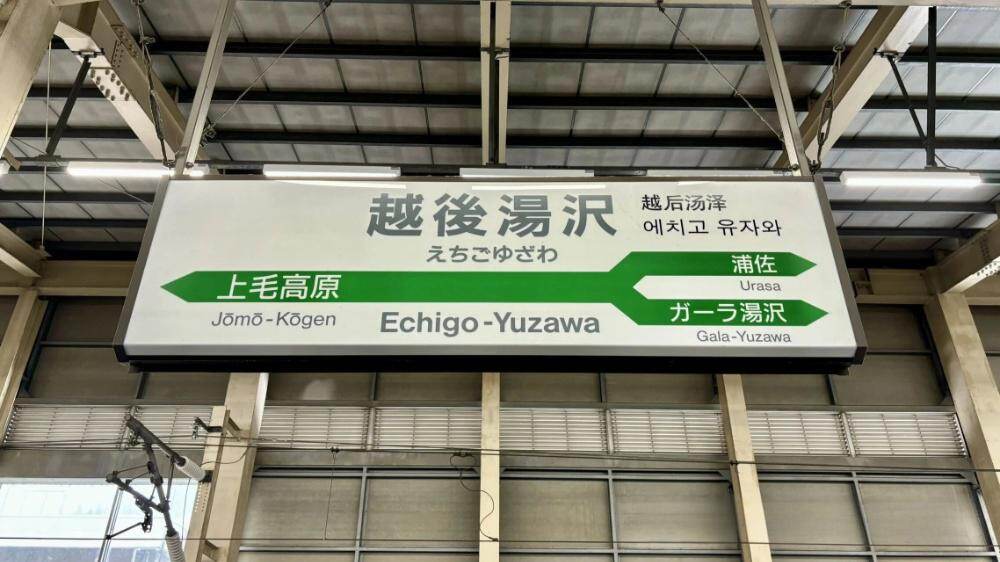 越後湯沢
越后汤泽
えちごゆざわ
에치고 유자와
上毛高原
浦佐
Jōmō-Kōgen
Urasa
Echigo-Yuzawa
ガーラ湯沢
Gala-Yuzawa